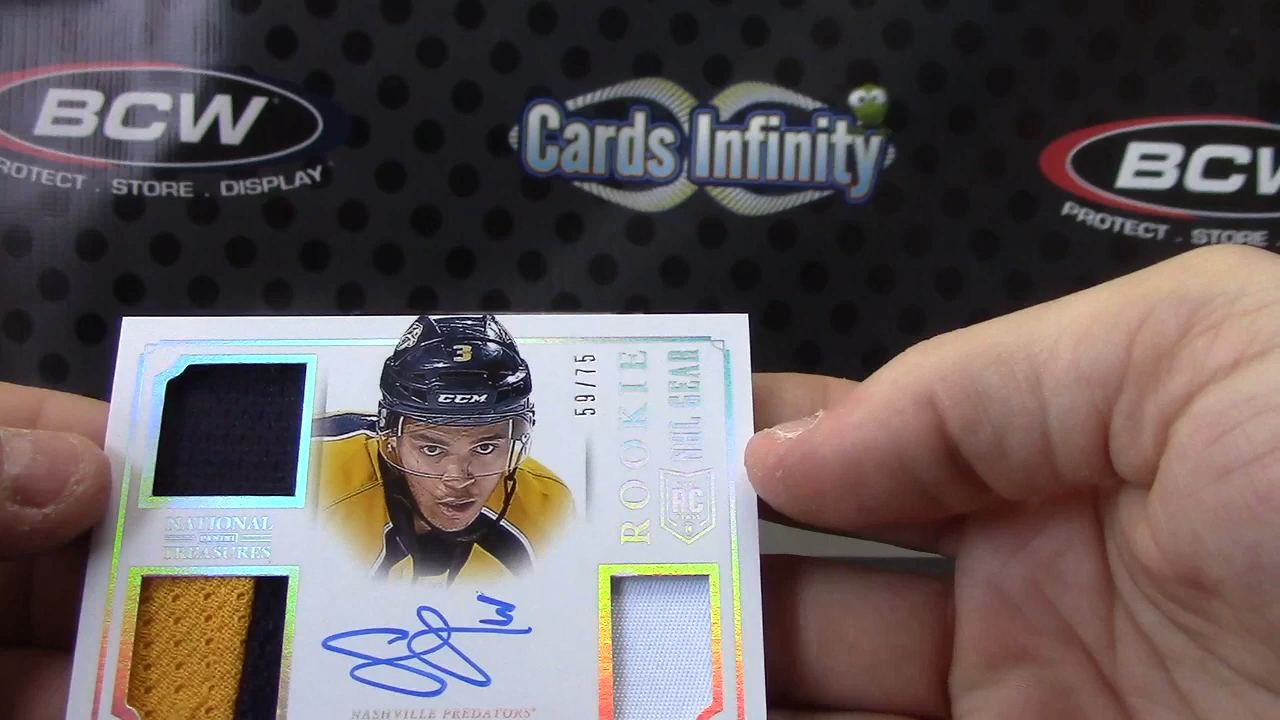 BCW
PROTECT . STORE . DISPLAY
Cards Infinity
BCW
PROTECT . STORE
3
CCM
59/75
ROOKIE
NHL GEAR
RC
NATIONAL
PANINI
TREASURES
NASHVILLE PREDATORS